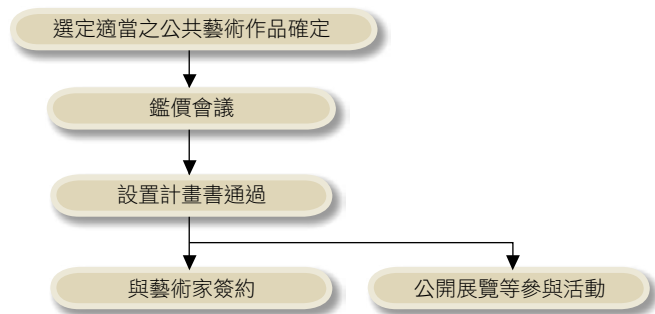 選定適當之公共藝術作品確定
鑑價會議
設置計畫書通過
與藝術家簽約
公開展覽等參與活動